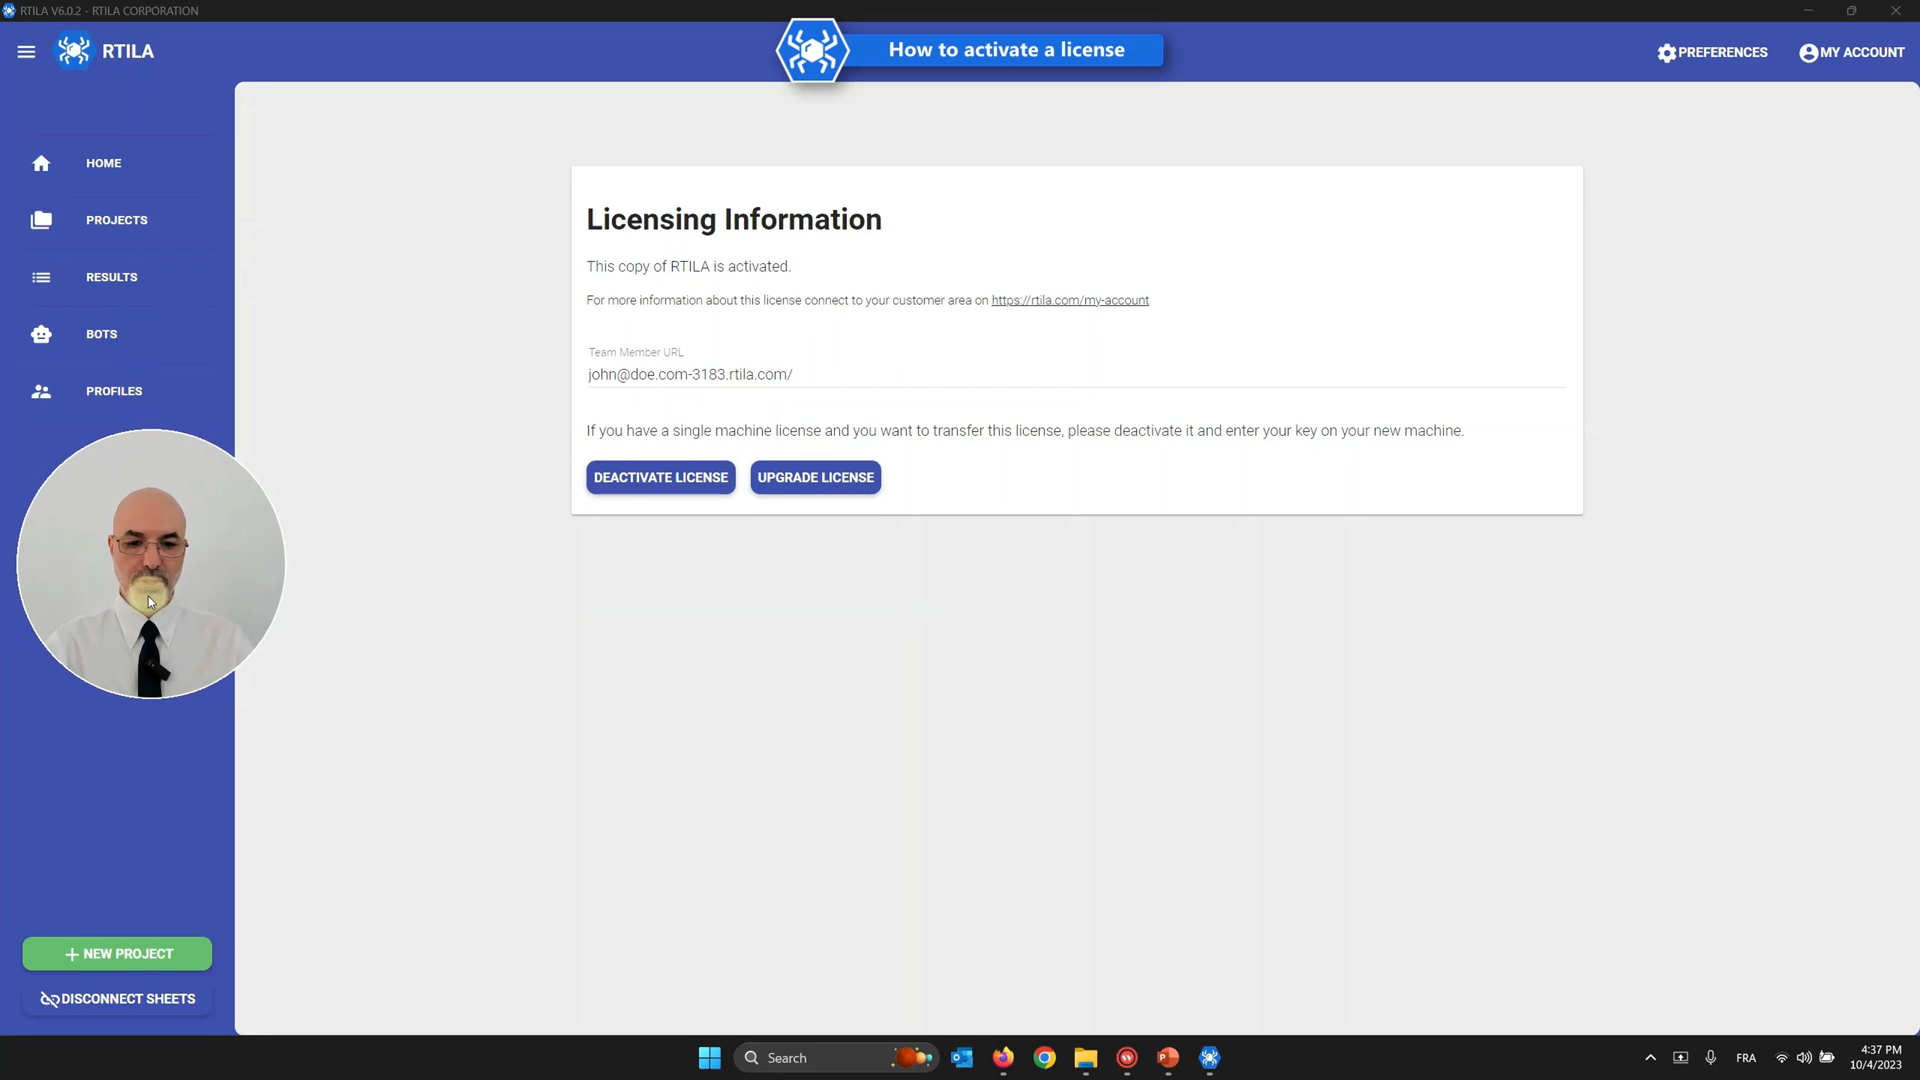 RTILA V6.0.2 - RTILA CORPORATION
RTILA
How to activate a license
PREFERENCES
MY ACCOUNT
HOME
PROJECTS
RESULTS
BOTS
PROFILES
Licensing Information
This copy of RTILA is activated.
For more information about this license connect to your customer area on https://rtila.com/my-account
Team Member URL
john@doe.com-3183.rtila.com/
If you have a single machine license and you want to transfer this license, please deactivate it and enter your key on your new machine.
DEACTIVATE LICENSE
UPGRADE LICENSE
NEW PROJECT
DISCONNECT SHEETS
Search
FRA
4:37 PM
10/4/2023